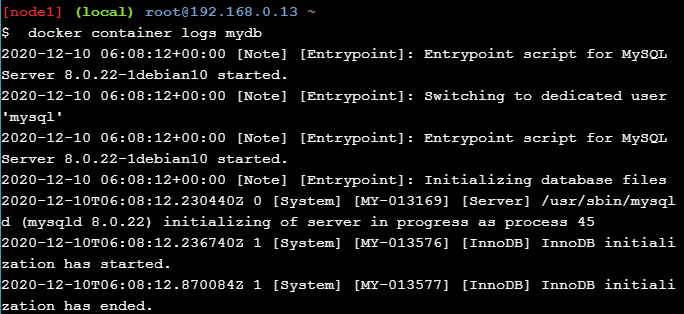 [node1] (local) root@192.168.0.13 ~
$  docker container logs mydb
2020-12-10 06:08:12+00:00 [Note] [Entrypoint]: Entrypoint script for MySQL
Server 8.0.22-1debian10 started.
2020-12-10 06:08:12+00:00 [Note] [Entrypoint]: Switching to dedicated user
'mysql'
2020-12-10 06:08:12+00:00 [Note] [Entrypoint]: Entrypoint script for MySQL
Server 8.0.22-1debian10 started.
2020-12-10 06:08:12+00:00 [Note] [Entrypoint]: Initializing database files
2020-12-10T06:08:12.230440Z 0 [System] [MY-013169] [Server] /usr/sbin/mysql
d (mysqld 8.0.22) initializing of server in progress as process 45
2020-12-10T06:08:12.236740Z 1 [System] [MY-013576] [InnoDB] InnoDB initiali
zation has started.
2020-12-10T06:08:12.870084Z 1 [System] [MY-013577] [InnoDB] InnoDB initiali
zation has ended.